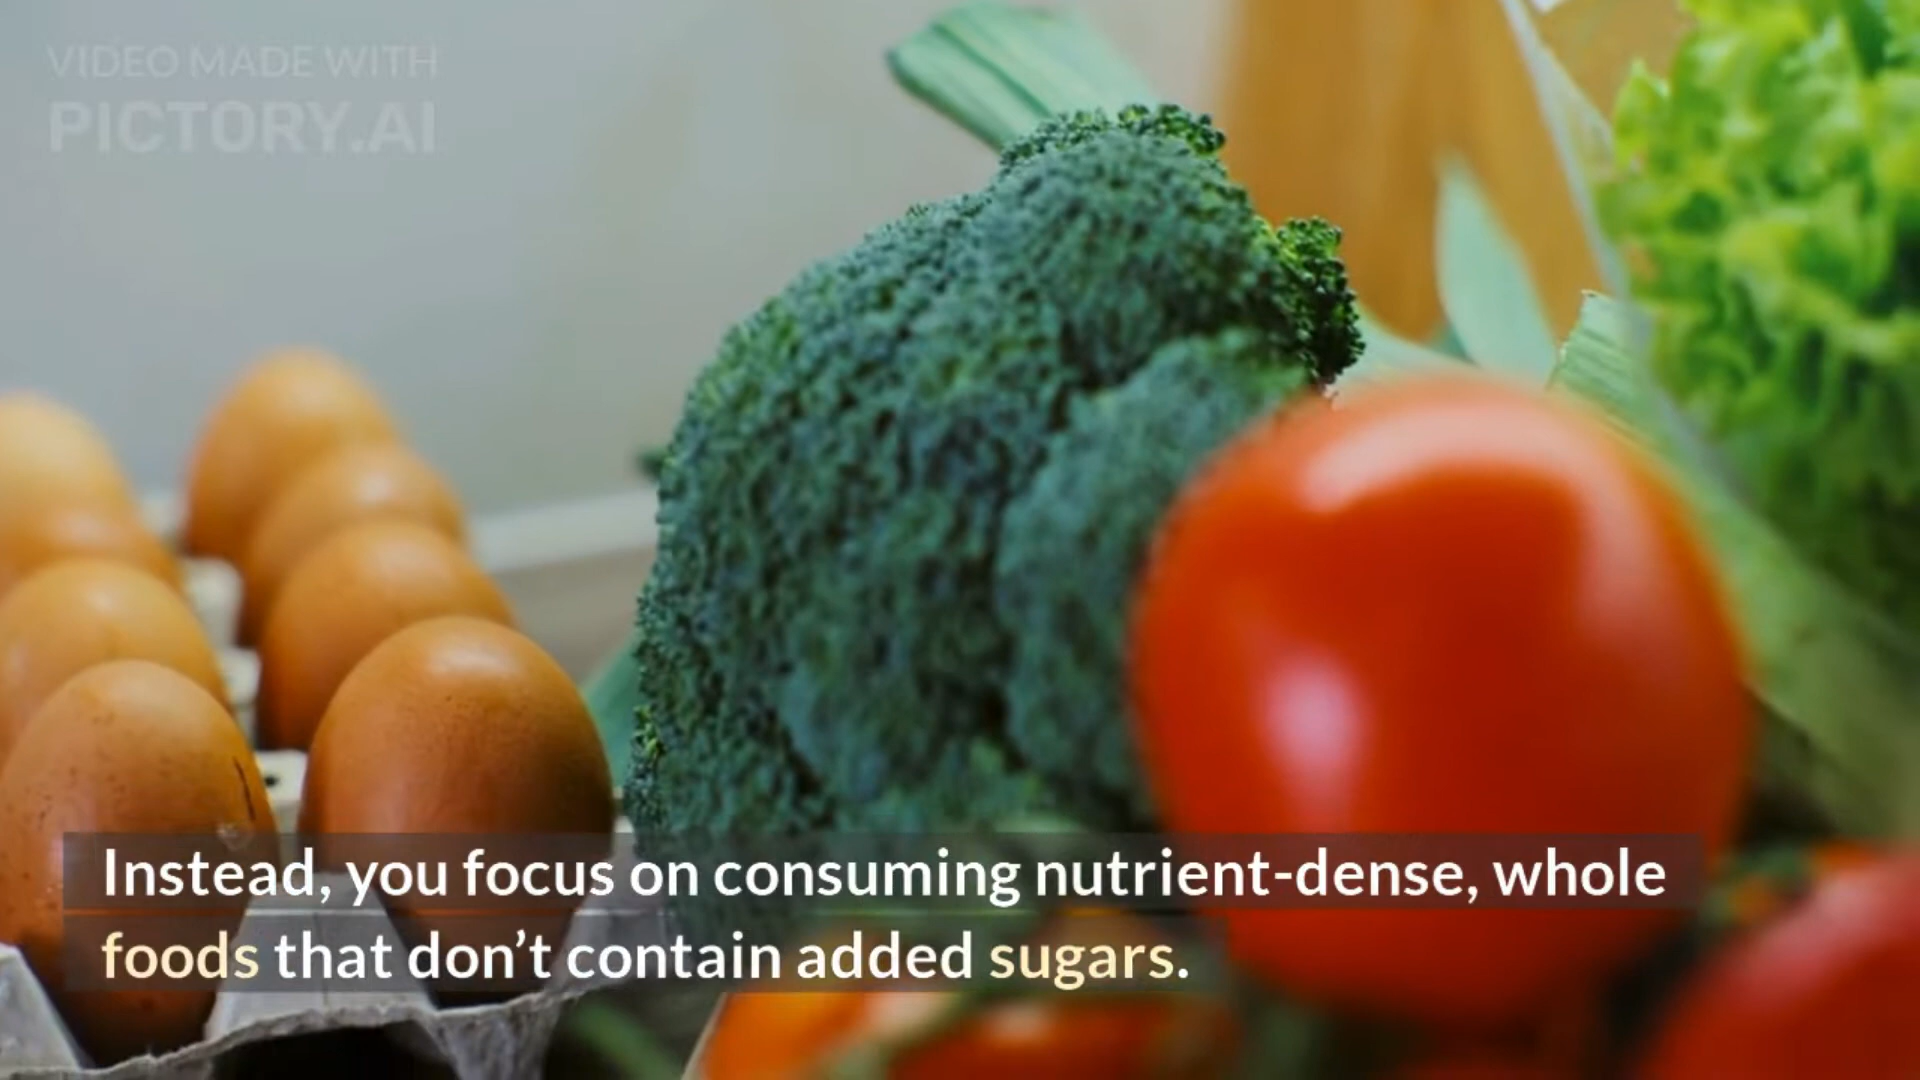 VIDEO MADE WITH
PICTORY.AI
Instead, you focus on consuming nutrient-dense, whole
foods that don’t contain added sugars.